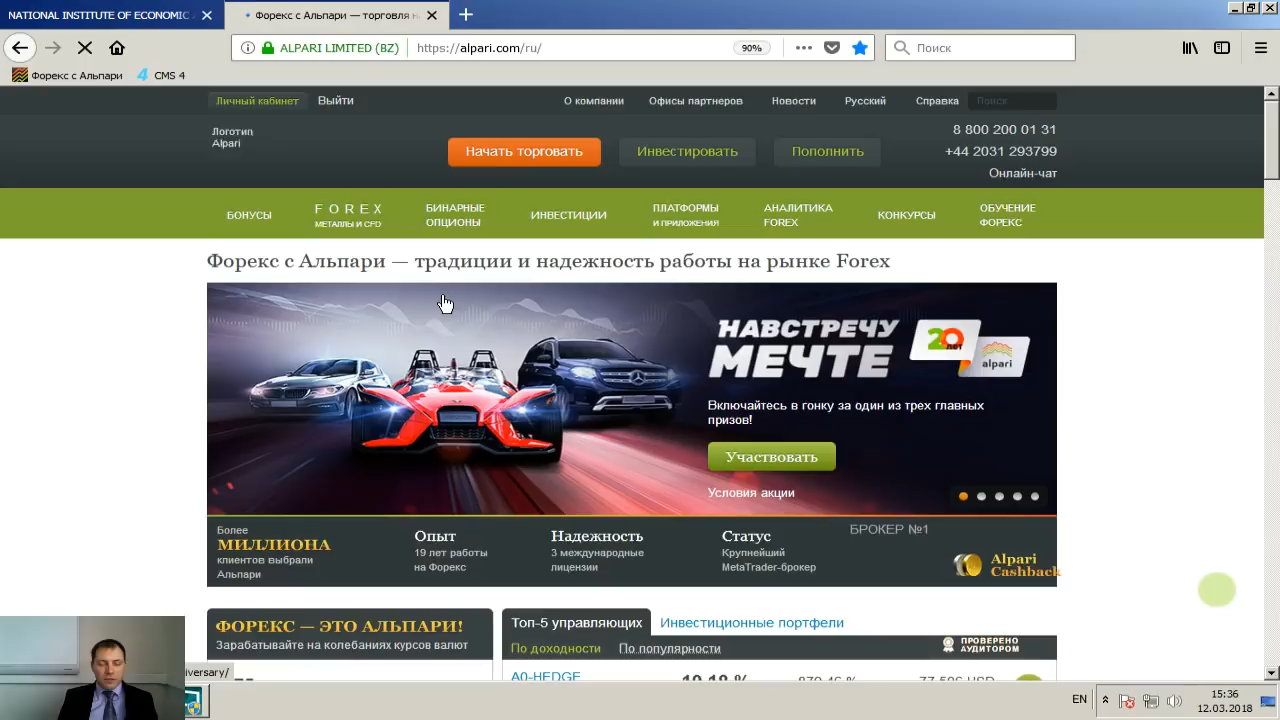 NATIONAL INSTITUTE OF ECONOMIC
Форекс с Альпари — торговля н
ALPARI LIMITED (BZ)
https://alpari.com/ru/
90%
Поиск
Форекс с Альпари
CMS 4
Личный кабинет
Выйти
О компании
Офисы партнеров
Новости
Русский
Справка
Поиск
Логотип
Alpari
Начать торговать
Инвестировать
Пополнить
8 800 200 01 31
+44 2031 293799
Онлайн-чат
БОНУСЫ
FOREX
МЕТАЛЛЫ И CFD
БИНАРНЫЕ
ОПЦИОНЫ
ИНВЕСТИЦИИ
ПЛАТФОРМЫ
И ПРИЛОЖЕНИЯ
АНАЛИТИКА
FOREX
КОНКУРСЫ
ОБУЧЕНИЕ
ФОРЕКС
Форекс с Альпари — традиции и надежность работы на рынке Forex
НАВСТРЕЧУ
МЕЧТЕ
20 лет
alpari
Включайтесь в гонку за один из трех главных
призов!
Участвовать
Условия акции
Более
МИЛЛИОНА
клиентов выбрали
Альпари
Опыт
19 лет работы
на Форекс
Надежность
3 международные
лицензии
Статус
Крупнейший
MetaTrader-брокер
БРОКЕР №1
Alpari
Cashback
ФОРЕКС — ЭТО АЛЬПАРИ!
Зарабатывайте на колебаниях курсов валют
Топ-5 управляющих
Инвестиционные портфели
По доходности
По популярности
ПРОВЕРЕНО
АУДИТОРОМ
A0-HEDGE
iversary/
EN
15:36
12.03.2018